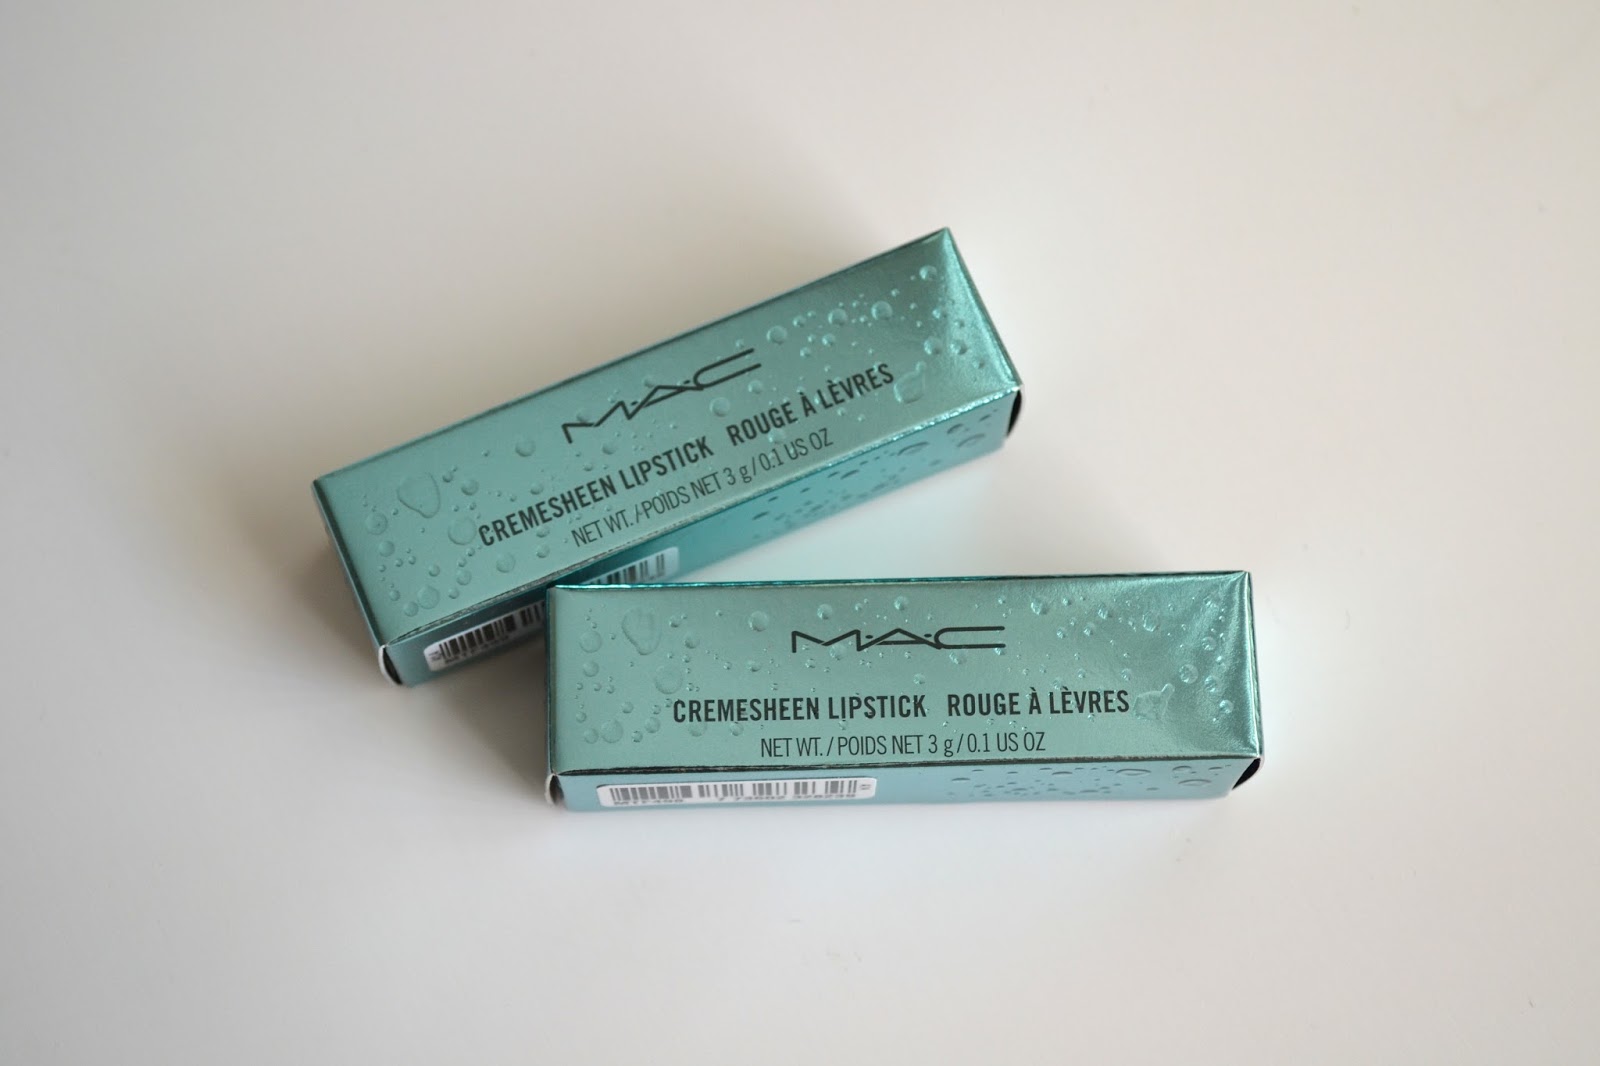 M·A·C
CREMESHEEN LIPSTICK ROUGE À LÈVRES
NET WT. / POIDS NET 3 g / 0.1 US OZ
M·A·C
CREMESHEEN LIPSTICK ROUGE À LÈVRES
NET WT. / POIDS NET 3 g / 0.1 US OZ